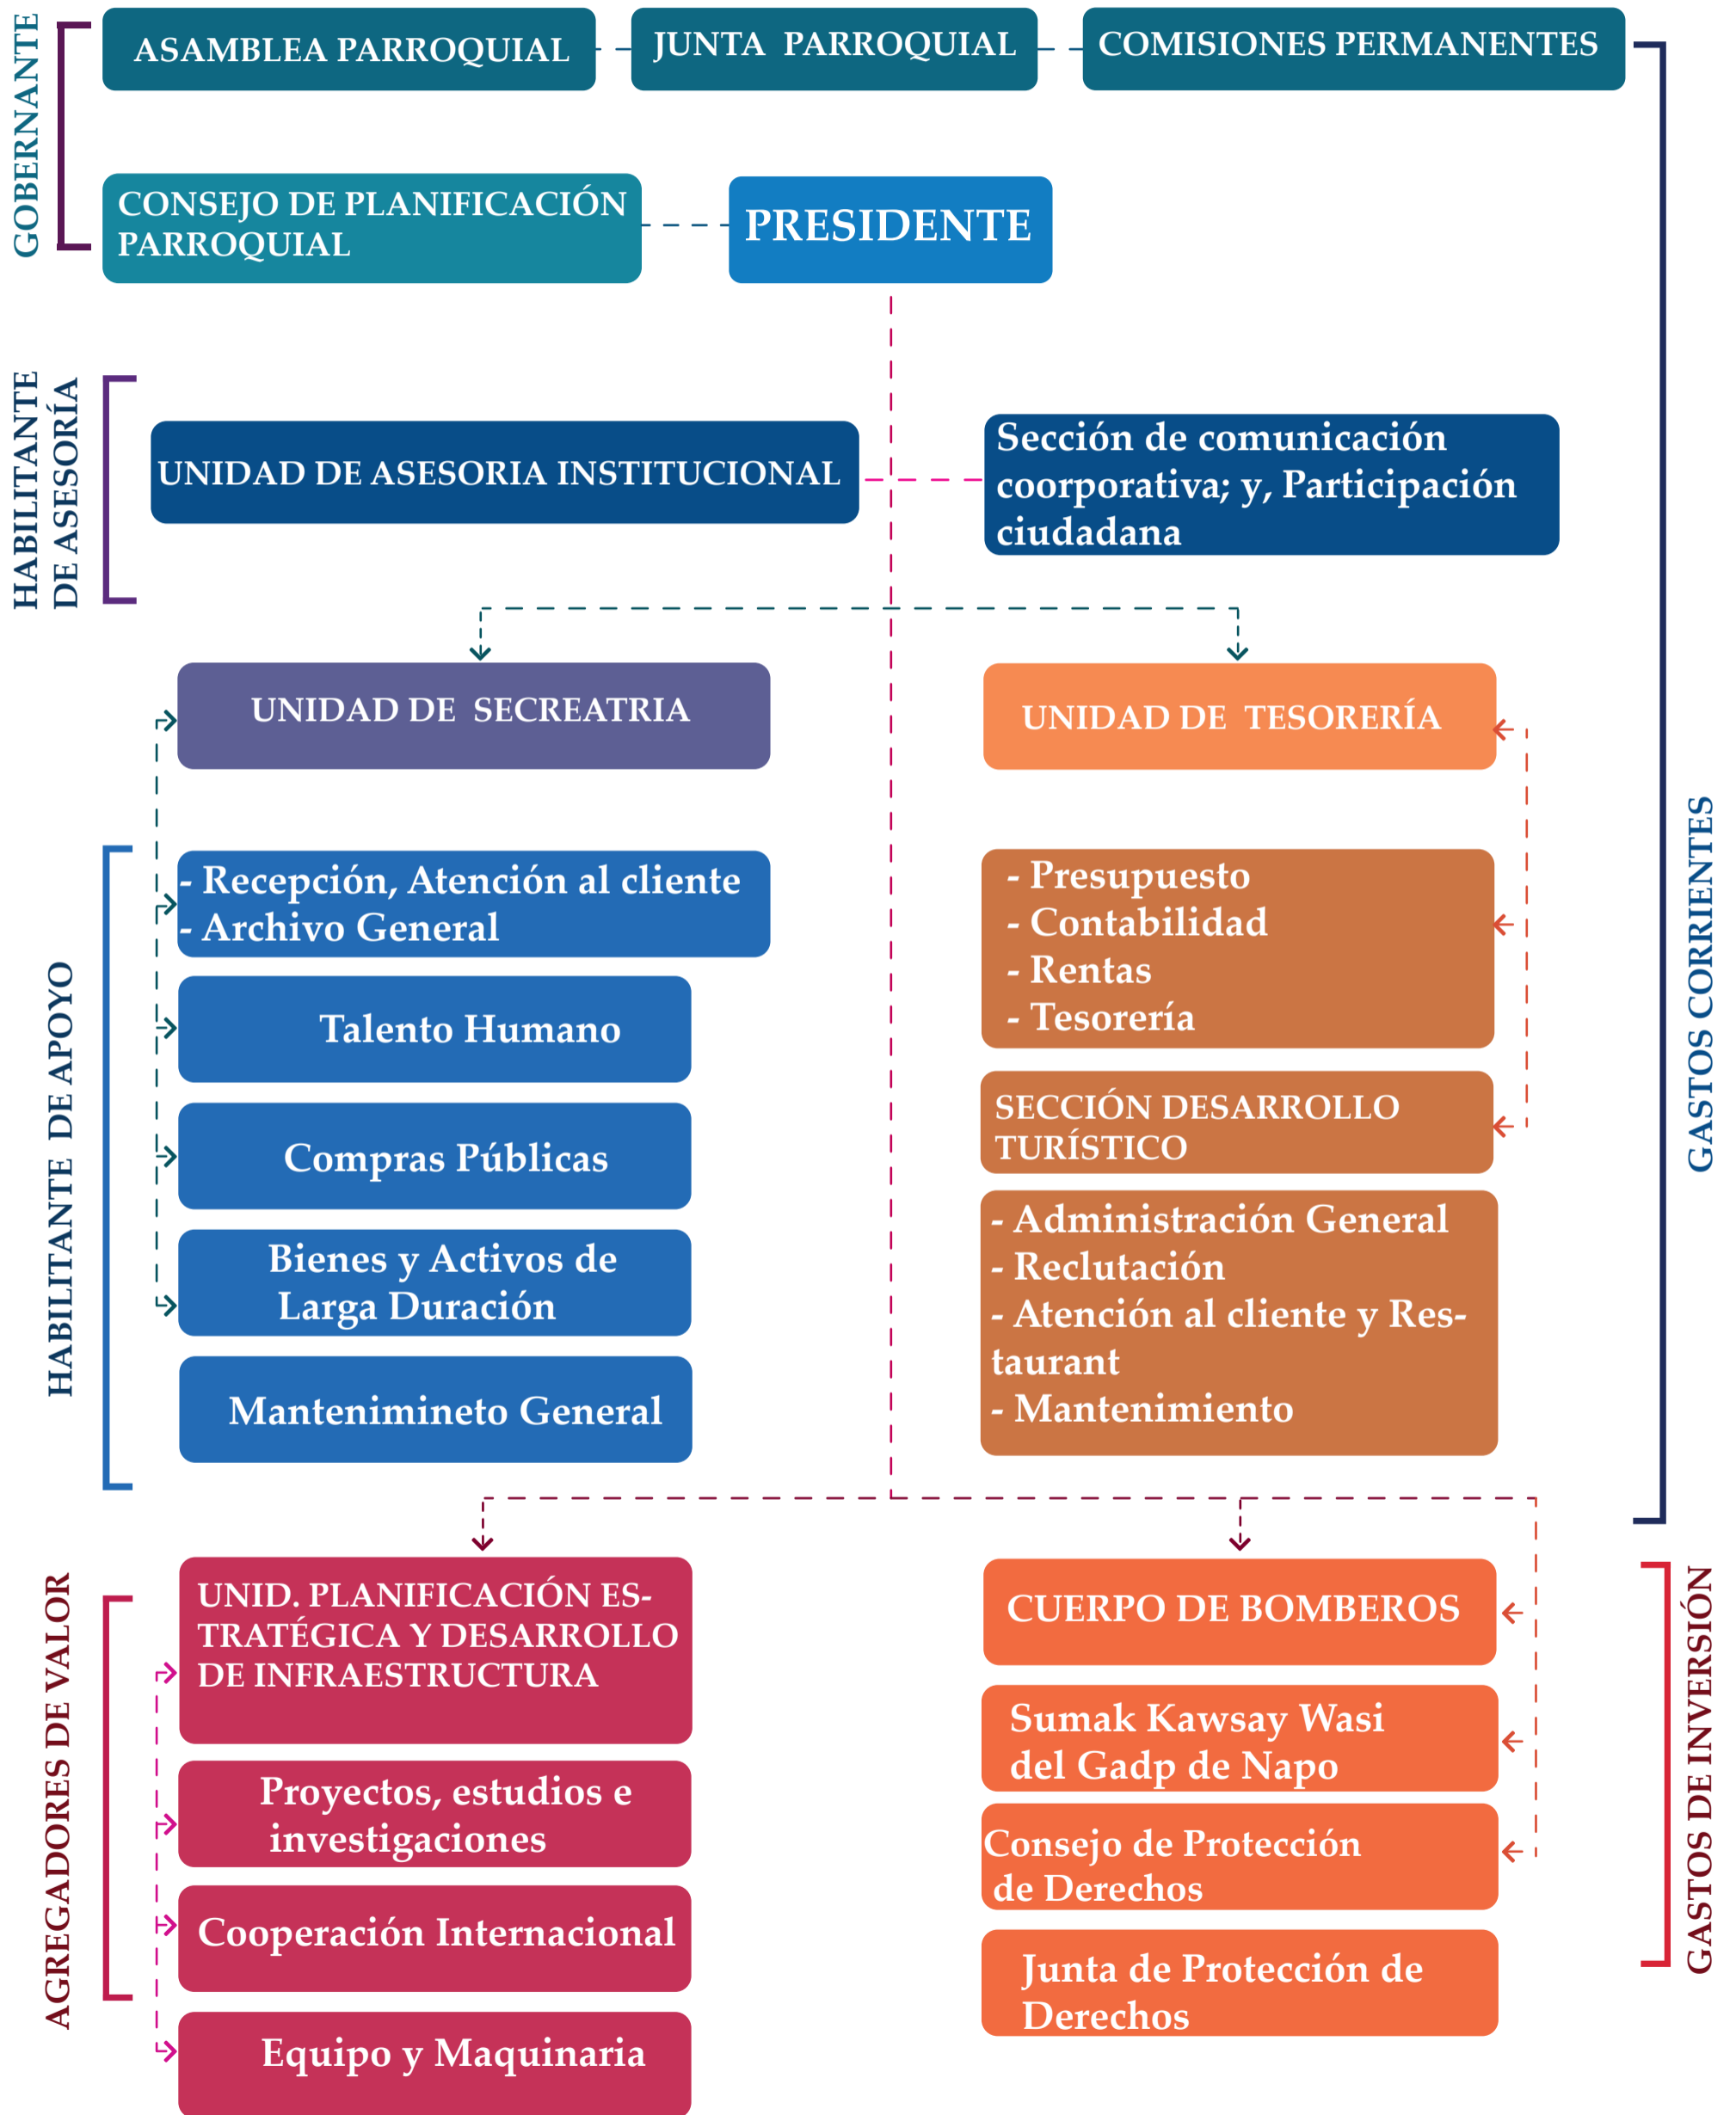 GOBERNANTE
ASAMBLEA PARROQUIAL
JUNTA PARROQUIAL
COMISIONES PERMANENTES
CONSEJO DE PLANIFICACIÓN
PARROQUIAL
PRESIDENTE
HABILITANTE
DE ASESORÍA
UNIDAD DE ASESORIA INSTITUCIONAL
Sección de comunicación
coorporativa; y, Participación
ciudadana
UNIDAD DE SECREATRIA
UNIDAD DE TESORERÍA
GASTOS CORRIENTES
HABILITANTE DE APOYO
- Recepción, Atención al cliente
- Archivo General
Talento Humano
Compras Públicas
Bienes y Activos de
Larga Duración
Mantenimineto General
- Presupuesto
- Contabilidad
- Rentas
- Tesorería
SECCIÓN DESARROLLO
TURÍSTICO
- Administración General
- Reclutación
- Atención al cliente y Res-
taurant
- Mantenimiento
AGREGADORES DE VALOR
UNID. PLANIFICACIÓN ES-
TRATÉGICA Y DESARROLLO
DE INFRAESTRUCTURA
Proyectos, estudios e
investigaciones
Cooperación Internacional
Equipo y Maquinaria
CUERPO DE BOMBEROS
Sumak Kawsay Wasi
del Gadp de Napo
Consejo de Protección
de Derechos
Junta de Protección de
Derechos
GASTOS DE INVERSIÓN